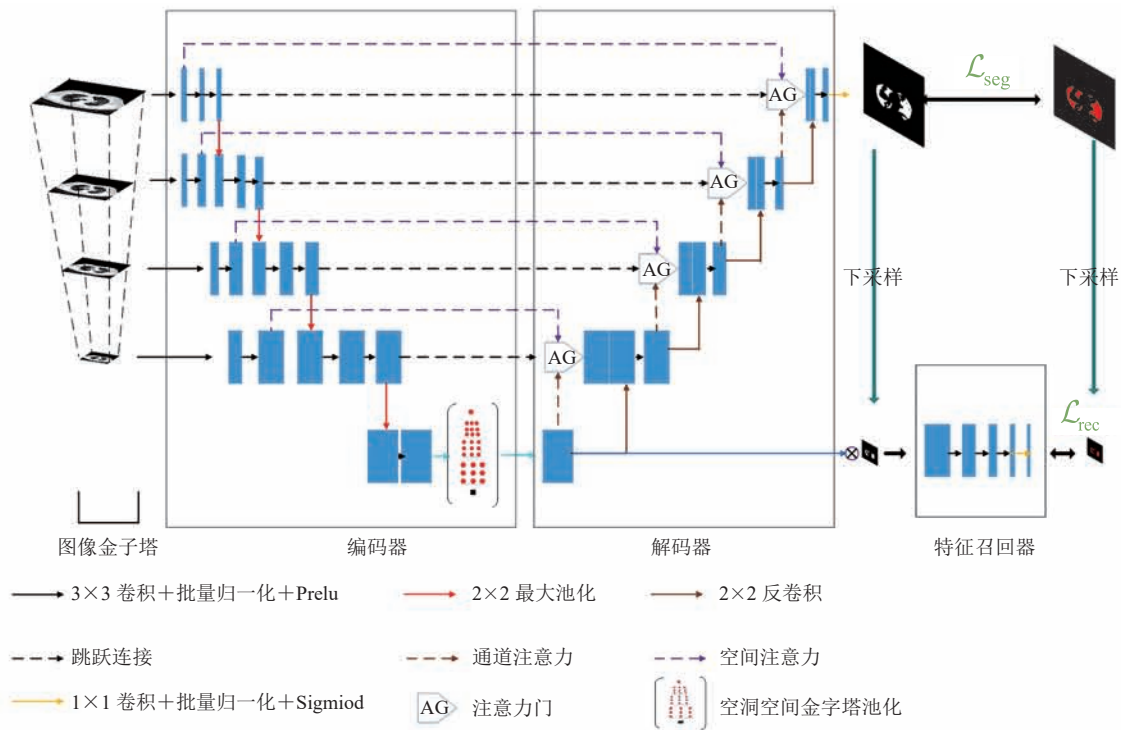 AG
ℒseg
AG
AG
下采样
下采样
AG
ℒrec
图像金子塔
编码器
解码器
特征召回器
3×3 卷积+批量归一化+Prelu
2×2 最大池化
2×2 反卷积
跳跃连接
通道注意力
空间注意力
1×1 卷积+批量归一化+Sigmiod
AG
注意力门
空洞空间金字塔池化